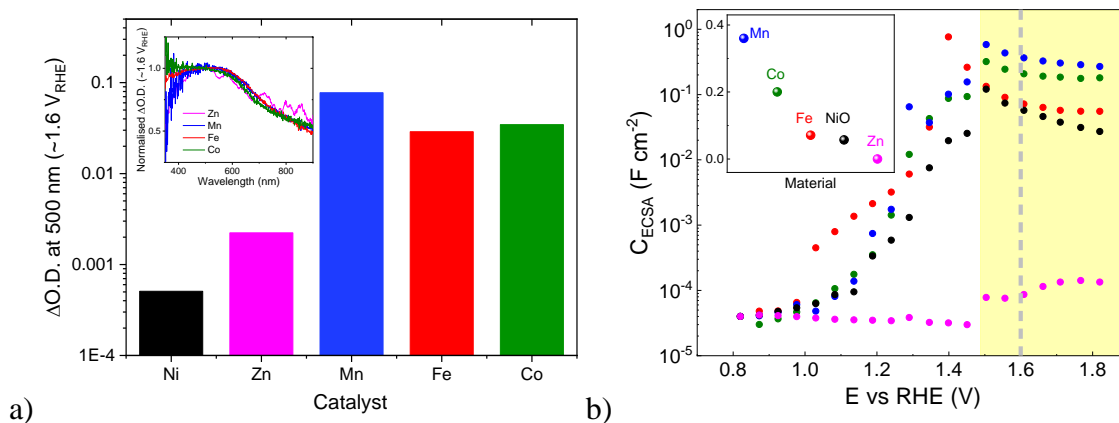 a)
ΔO.D. at 500 nm (~1.6 V_RHE)
0.1
0.01
0.001
1E-4
Ni Zn Mn Fe Co
Catalyst
Normalised ΔO.D. (~1.6 V_RHE)
1.0
0.5
Zn
Mn
Fe
Co
400 600 800
Wavelength (nm)
b)
C_ECSA (F cm⁻²)
10⁰
10⁻¹
10⁻²
10⁻³
10⁻⁴
10⁻⁵
0.8 1.0 1.2 1.4 1.6 1.8
E vs RHE (V)
0.4
0.2
0.0
Mn
Co
Fe
NiO
Zn
Material